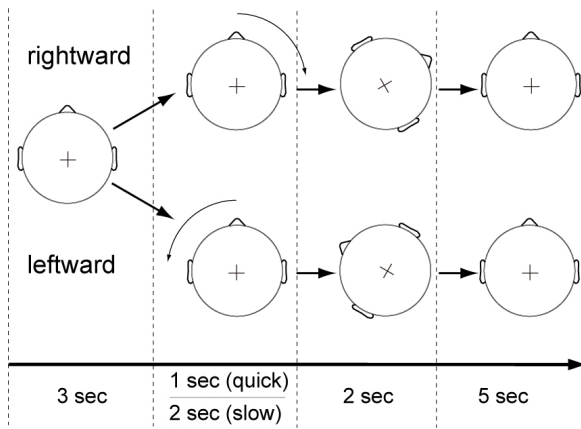 rightward
leftward
3 sec
1 sec (quick)
2 sec (slow)
2 sec
5 sec